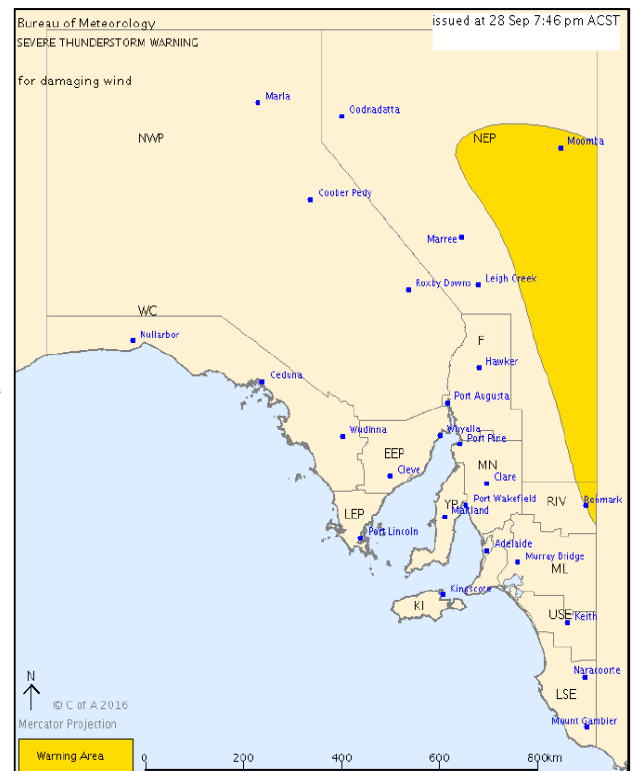 Bureau of Meteorology
issued at 28 Sep 7:46 pm ACST
SEVERE THUNDERSTORM WARNING
for damaging wind
Marla
Oodnadatta
NWP
NEP
Moomba
Coober Pedy
Marree
Roxby Downs
Leigh Creek
WC
Nullarbor
F
Hawker
Ceduna
Port Augusta
Wudinna
Whyalla
Port Pirie
EEP
Cleve
MN
Clare
LEP
YP
Port Wakefield
RIV
Renmark
Maitland
Port Lincoln
Adelaide
Murray Bridge
ML
KI
Kingscote
USE
Keith
Naracoorte
LSE
Mount Gambier
N
© C of A 2016
Mercator Projection
Warning Area
0 200 400 600 800km